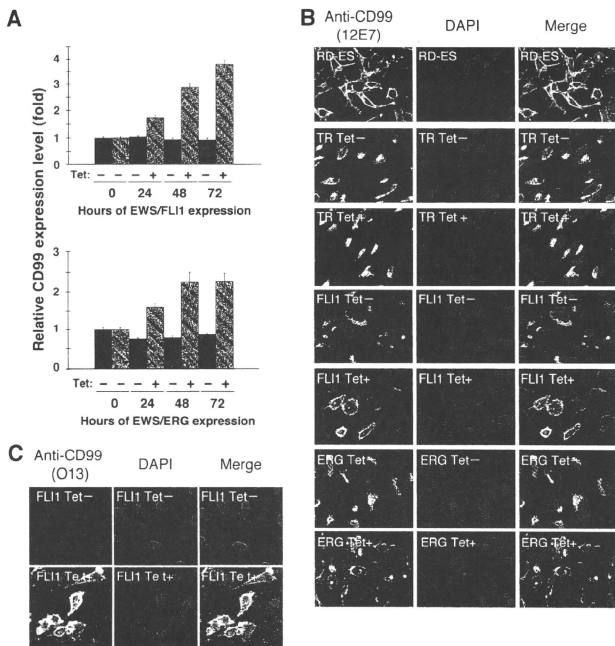 A
Relative CD99 expression level (fold)
4
3
2
1
0
Tet: − − − + − + − +
0 24 48 72
Hours of EWS/FLI1 expression
3
2
1
0
Tet: − − − + − + − +
0 24 48 72
Hours of EWS/ERG expression
B
Anti-CD99 DAPI Merge
(12E7)
RD-ES RD-ES RD-ES
TR Tet− TR Tet− TR Tet−
TR Tet+ TR Tet+ TR Tet+
FLI1 Tet− FLI1 Tet− FLI1 Tet−
FLI1 Tet+ FLI1 Tet+ FLI1 Tet+
ERG Tet− ERG Tet− ERG Tet−
ERG Tet+ ERG Tet+ ERG Tet+
C
Anti-CD99 DAPI Merge
(O13)
FLI1 Tet− FLI1 Tet− FLI1 Tet−
FLI1 Te t+ FLI1 Te t+ FLI1 Te t+